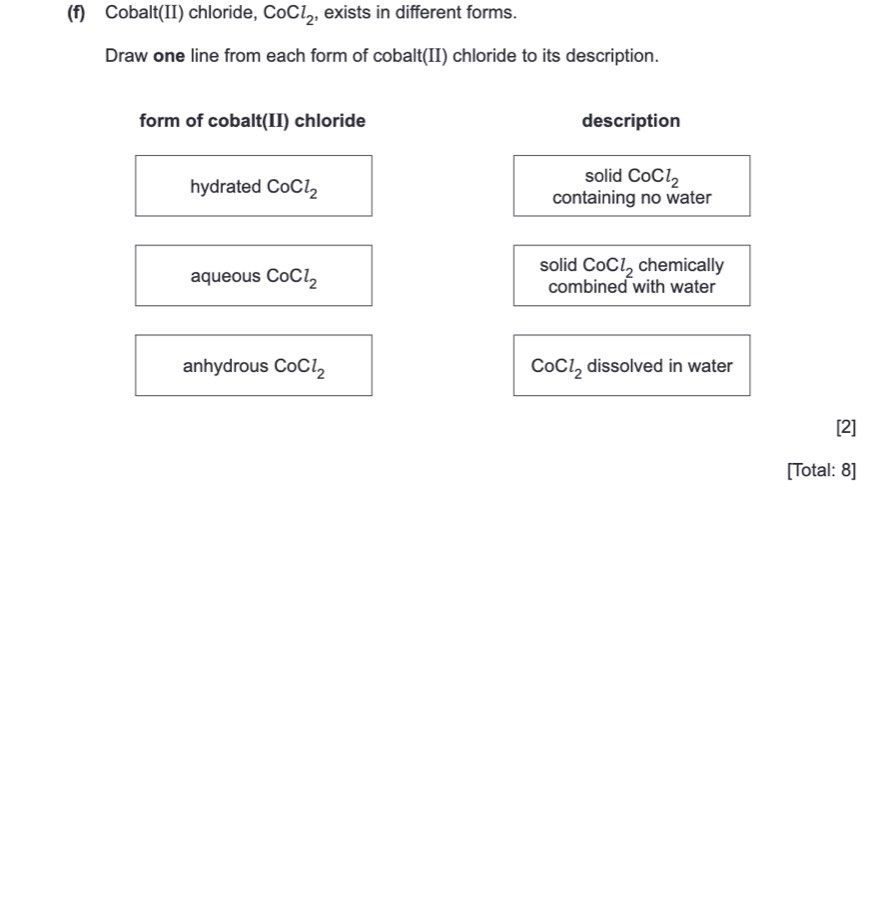 (f) Cobalt(II) chloride, CoCl₂, exists in different forms.
Draw one line from each form of cobalt(II) chloride to its description.
form of cobalt(II) chloride
description
hydrated CoCl₂
solid CoCl₂
containing no water
aqueous CoCl₂
solid CoCl₂ chemically
combined with water
anhydrous CoCl₂
CoCl₂ dissolved in water
[2]
[Total: 8]